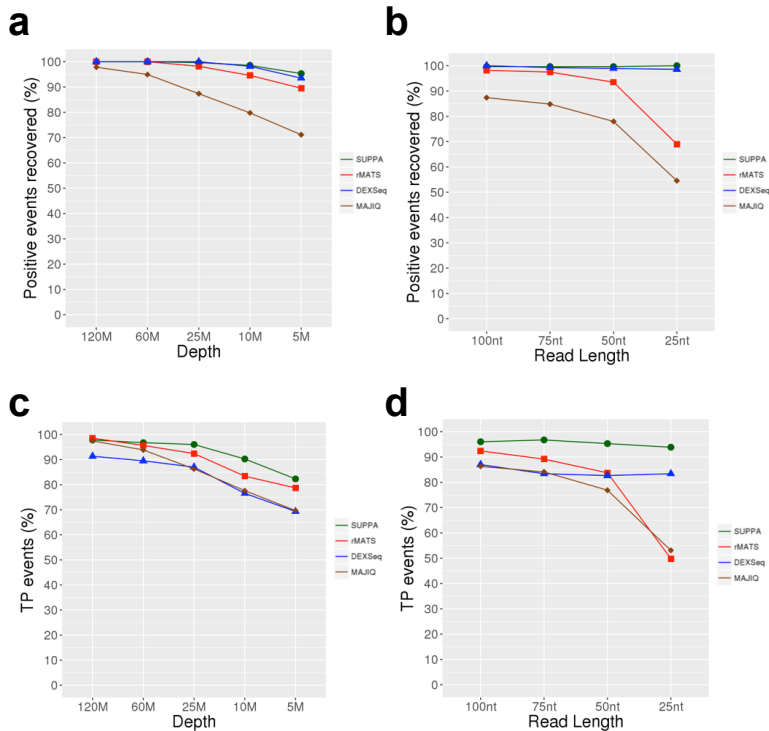 a
Positive events recovered (%)
100
90
80
70
60
50
40
30
20
10
0
120M 60M 25M 10M 5M
Depth
SUPPA
rMATS
DEXSeq
MAJIQ
b
Positive events recovered (%)
100
90
80
70
60
50
40
30
20
10
0
100nt 75nt 50nt 25nt
Read Length
SUPPA
rMATS
DEXSeq
MAJIQ
c
TP events (%)
100
90
80
70
60
50
40
30
20
10
0
120M 60M 25M 10M 5M
Depth
SUPPA
rMATS
DEXSeq
MAJIQ
d
TP events (%)
100
90
80
70
60
50
40
30
20
10
0
100nt 75nt 50nt 25nt
Read Length
SUPPA
rMATS
DEXSeq
MAJIQ